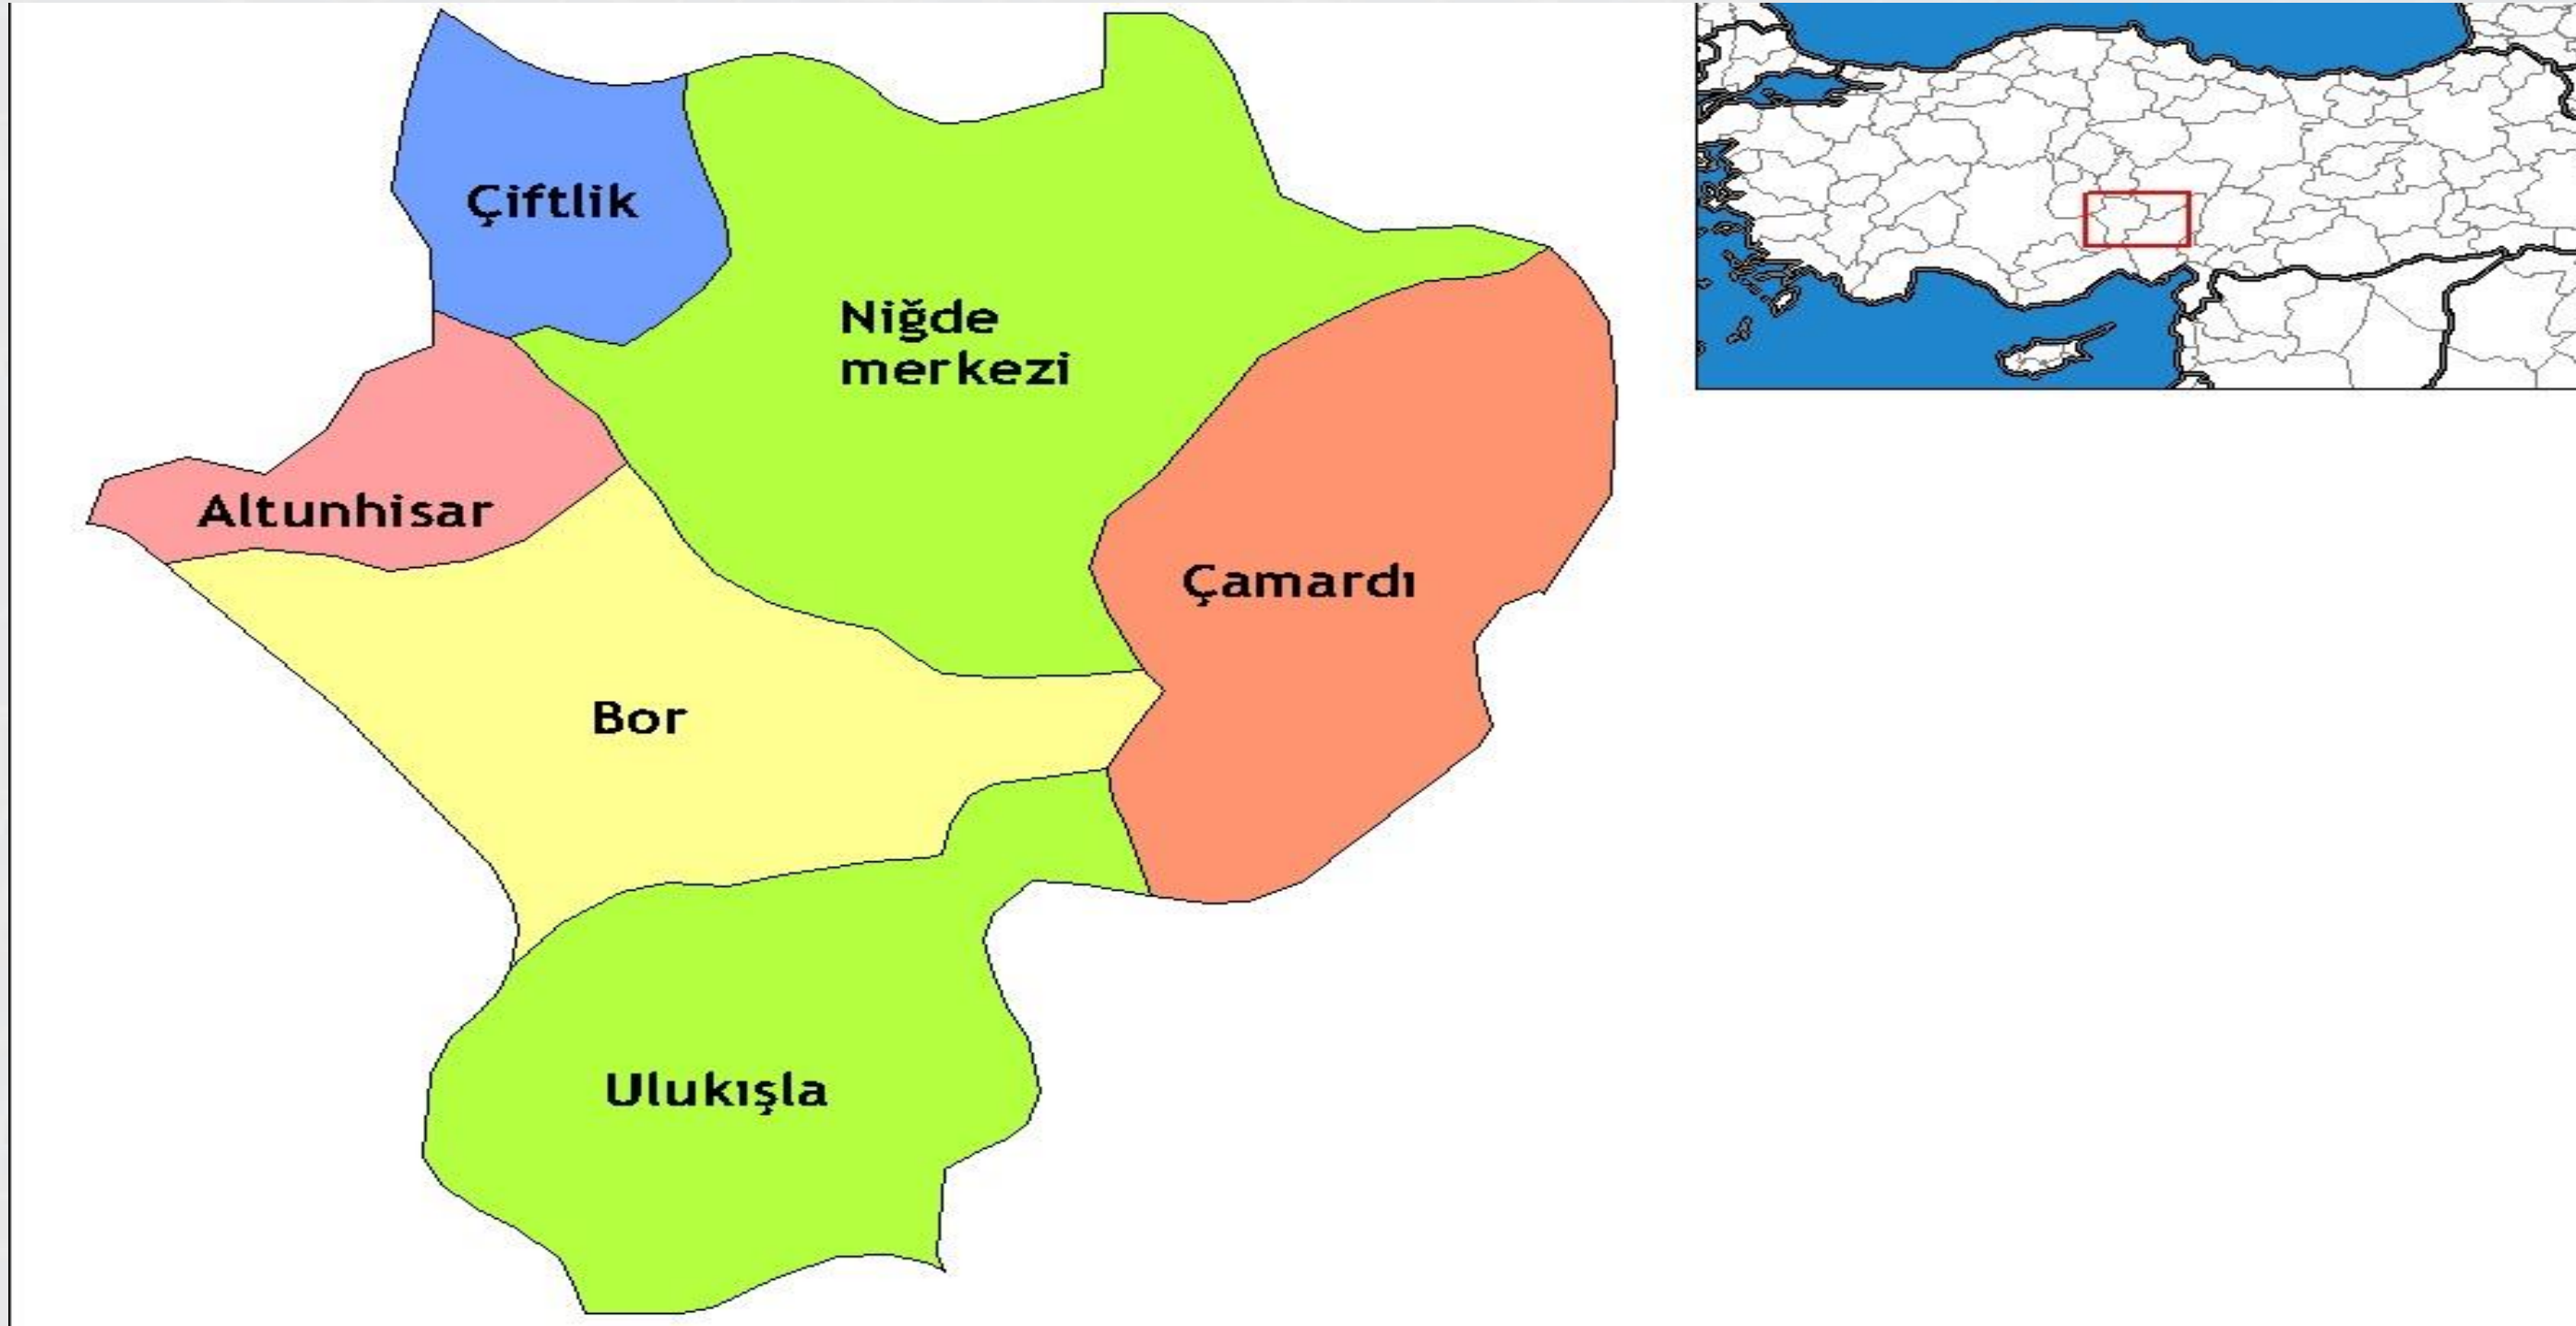 Çiftlik
Niğde
merkezi
Altunhisar
Çamardı
Bor
Ulukışla